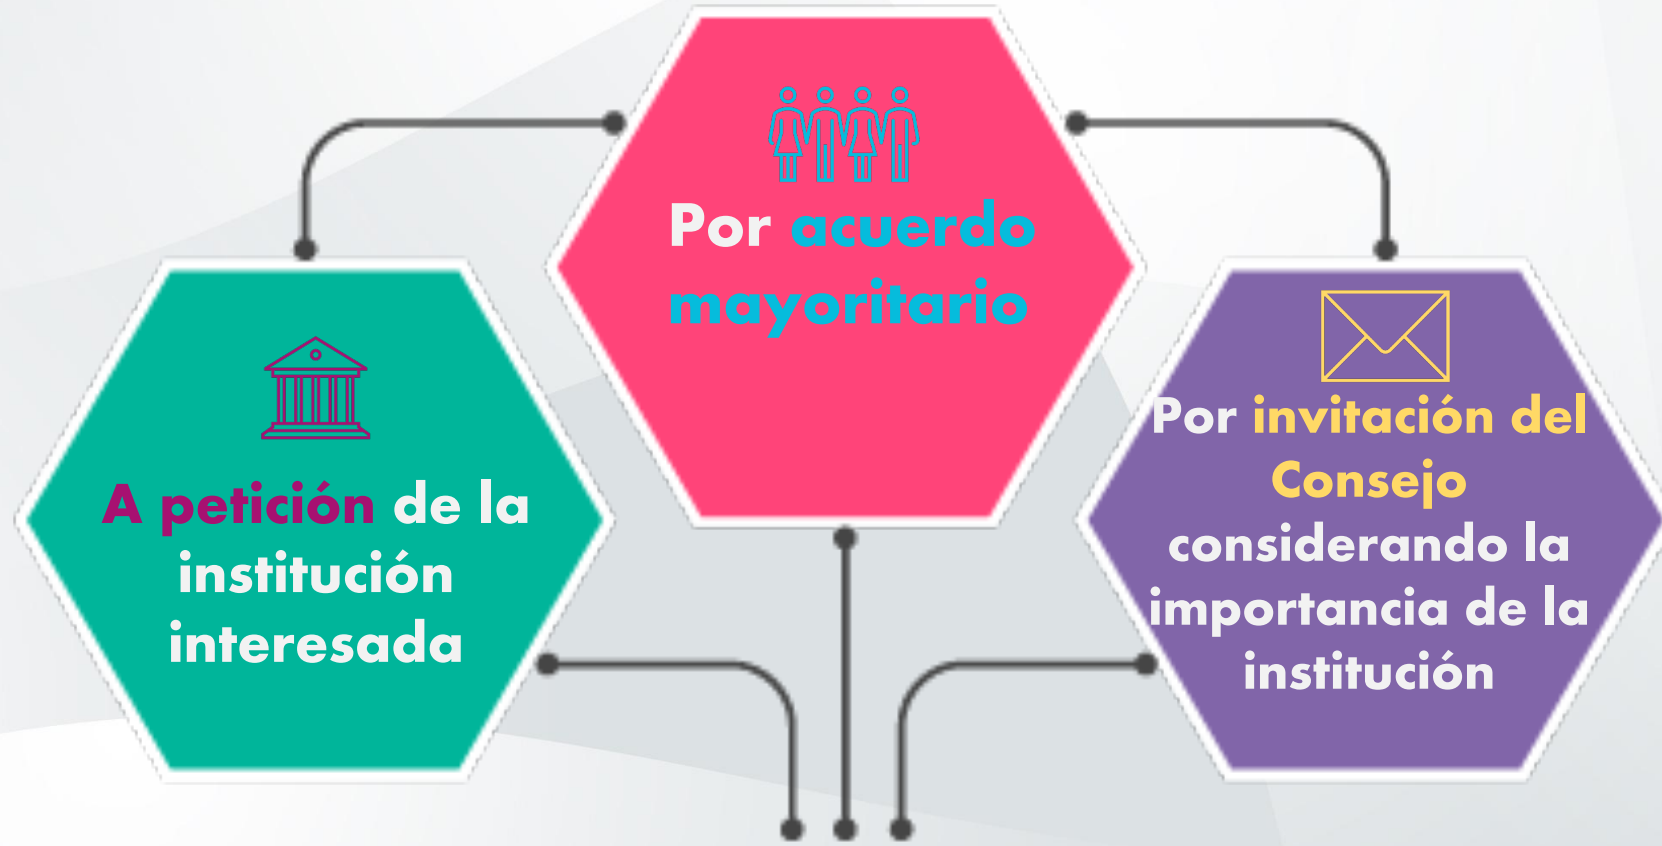 Por acuerdo
mayoritario
A petición de la
institución
interesada
Por invitación del
Consejo
considerando la
importancia de la
institución